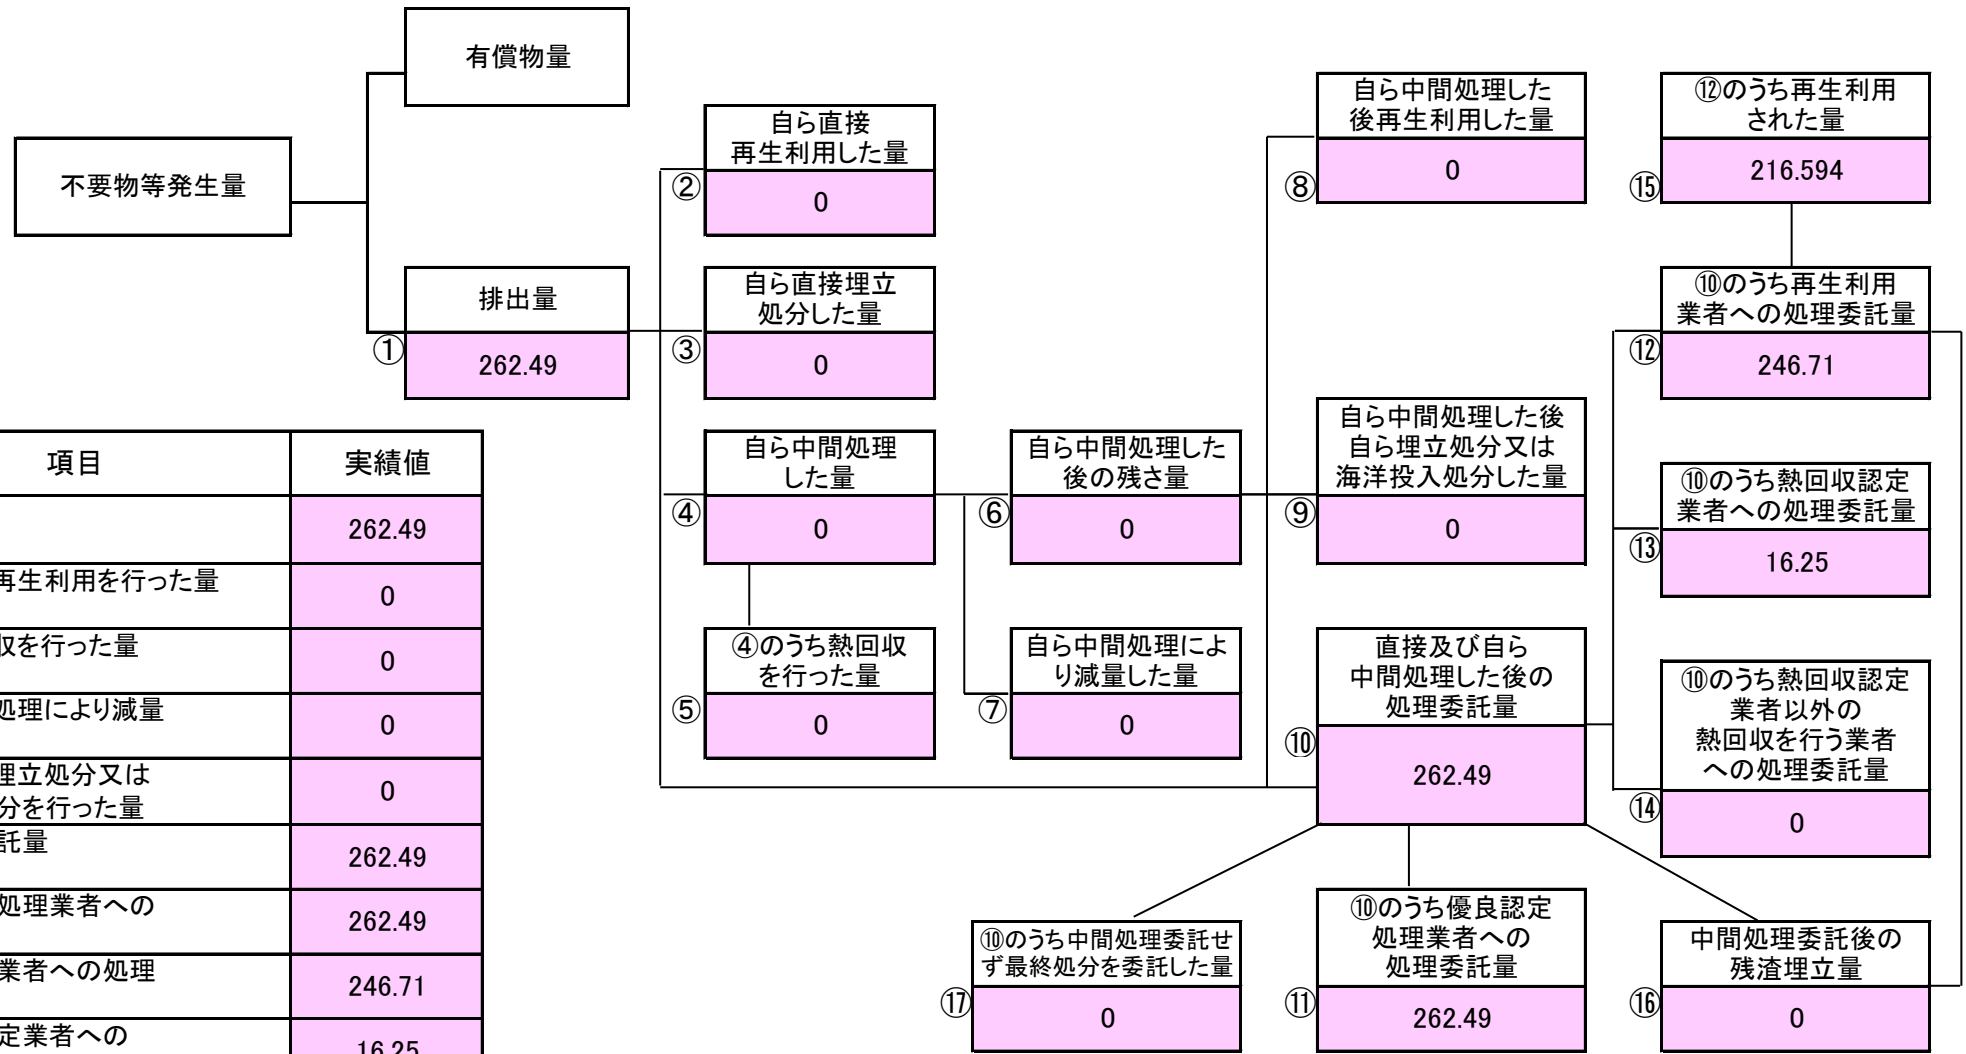 有償物量
不要物等発生量
排出量
①
262.49
自ら直接
再生利用した量
②
0
自ら直接埋立
処分した量
③
0
自ら中間処理
した量
④
0
④のうち熱回収
を行った量
⑤
0
自ら中間処理した
後の残さ量
⑥
0
自ら中間処理によ
り減量した量
⑦
0
自ら中間処理した
後再生利用した量
⑧
0
自ら中間処理した後
自ら埋立処分又は
海洋投入処分した量
⑨
0
直接及び自ら
中間処理した後の
処理委託量
⑩
262.49
⑫のうち再生利用
された量
⑮
216.594
⑩のうち再生利用
業者への処理委託量
⑫
246.71
⑩のうち熱回収認定
業者への処理委託量
⑬
16.25
⑩のうち熱回収認定
業者以外の
熱回収を行う業者
への処理委託量
⑭
0
⑩のうち中間処理委託せ
ず最終処分を委託した量
⑰
0
⑩のうち優良認定
処理業者への
処理委託量
⑪
262.49
中間処理委託後の
残渣埋立量
⑯
0
項目 実績値
262.49
再生利用を行った量
0
収を行った量
0
処理により減量
0
埋立処分又は
分を行った量
0
託量
262.49
処理業者への
262.49
業者への処理
246.71
定業者への
16.25